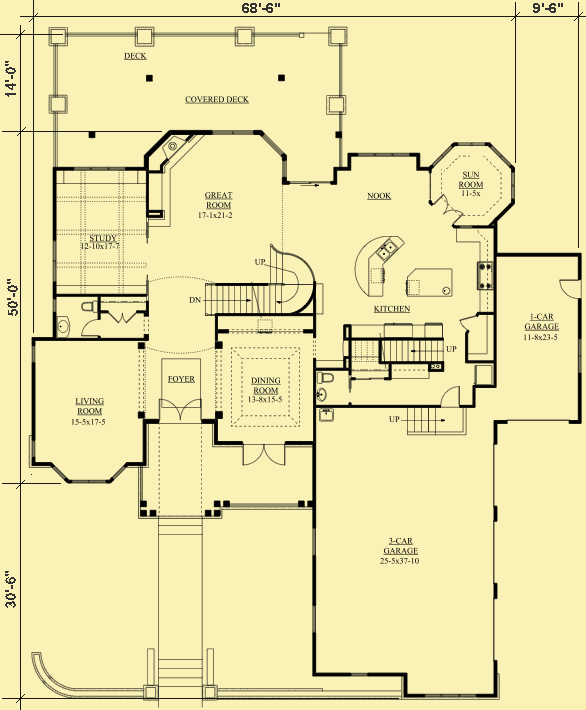 68'-6"
9'-6"
14'-0"
DECK
COVERED DECK
SUN
ROOM
11-5x
GREAT
ROOM
17-1x21-2
NOOK
STUDY
12-10x17-7
UP
DN
50'-0"
KITCHEN
1-CAR
GARAGE
11-8x23-5
UP
FOYER
DINING
ROOM
13-8x15-5
LIVING
ROOM
15-5x17-5
UP
3-CAR
GARAGE
25-5x37-10
30'-6"